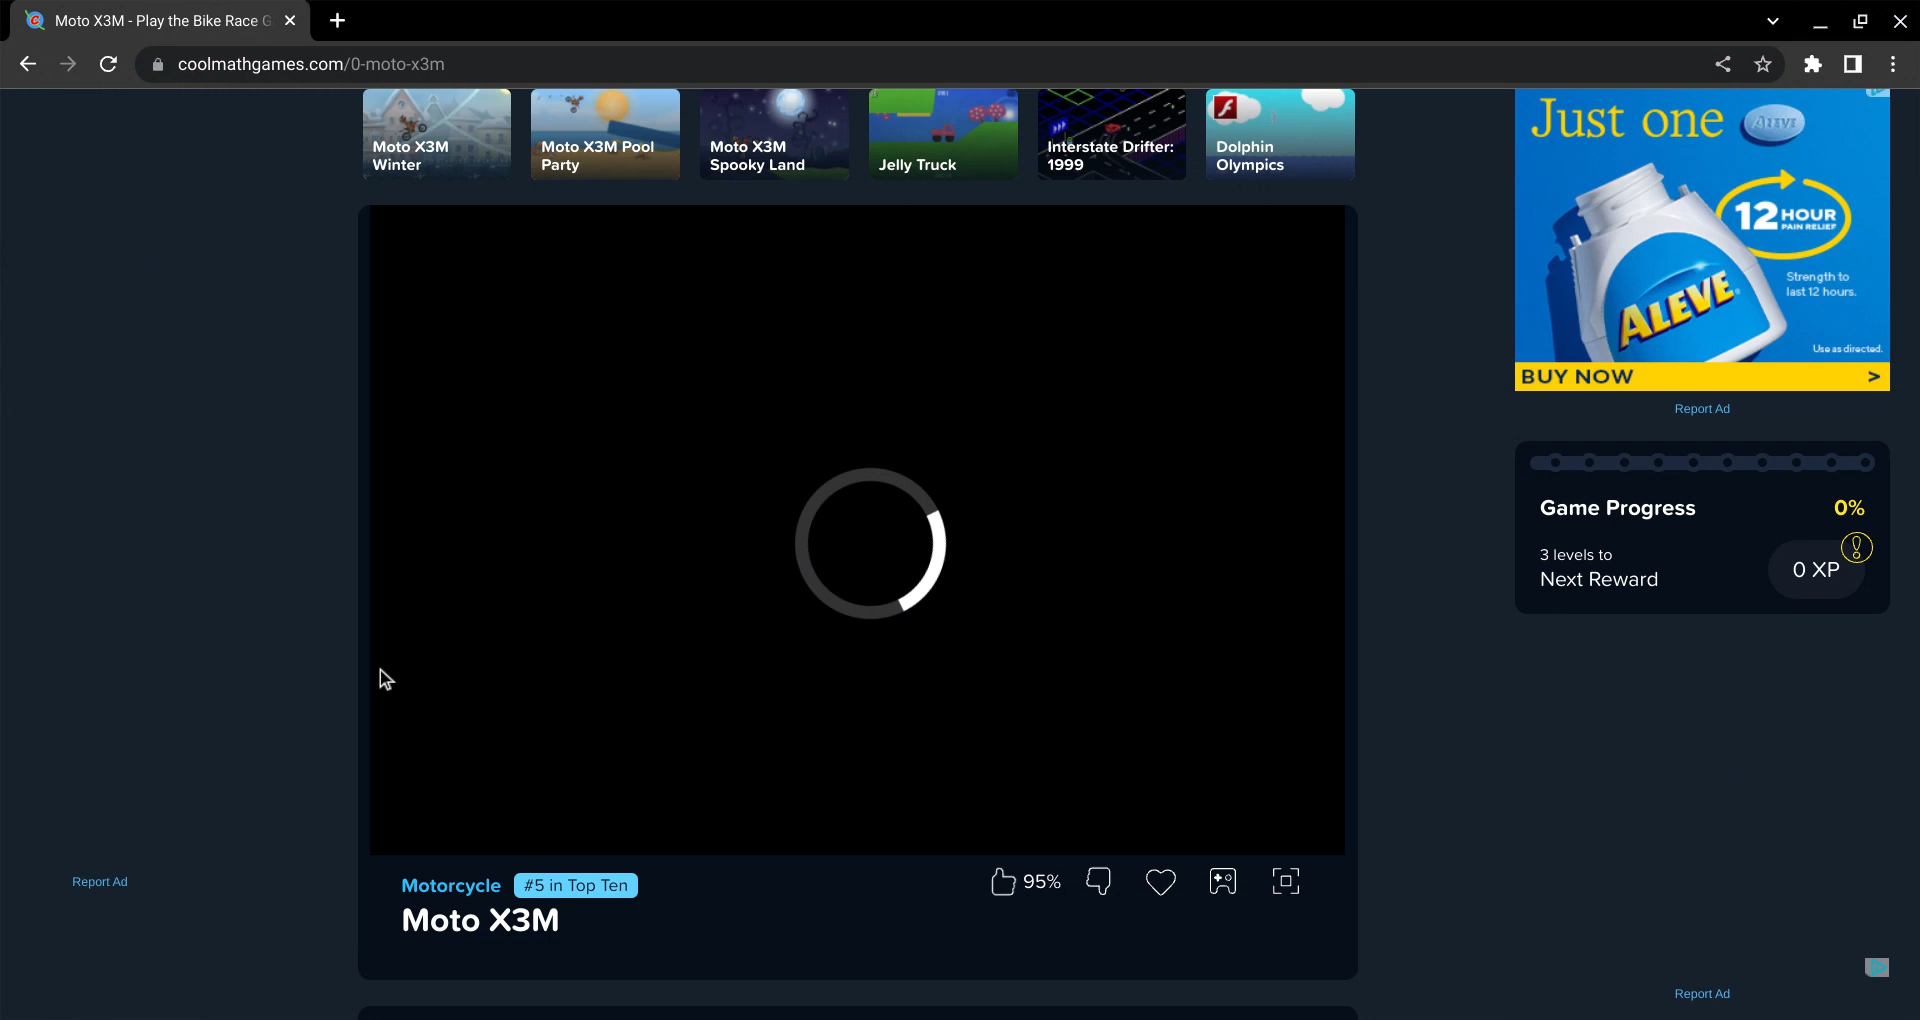 Moto X3M - Play the Bike Race G
coolmathgames.com/0-moto-x3m
Moto X3M
Winter
Moto X3M Pool
Party
Moto X3M
Spooky Land
Jelly Truck
Interstate Drifter:
1999
Dolphin
Olympics
Just one
ALEVE
12 HOUR
PAIN RELIEF
Strength to
last 12 hours.
ALEVE
Use as directed.
BUY NOW >
Report Ad
Game Progress 0%
3 levels to
Next Reward
0 XP
Report Ad
Motorcycle #5 in Top Ten
95%
Moto X3M
Report Ad